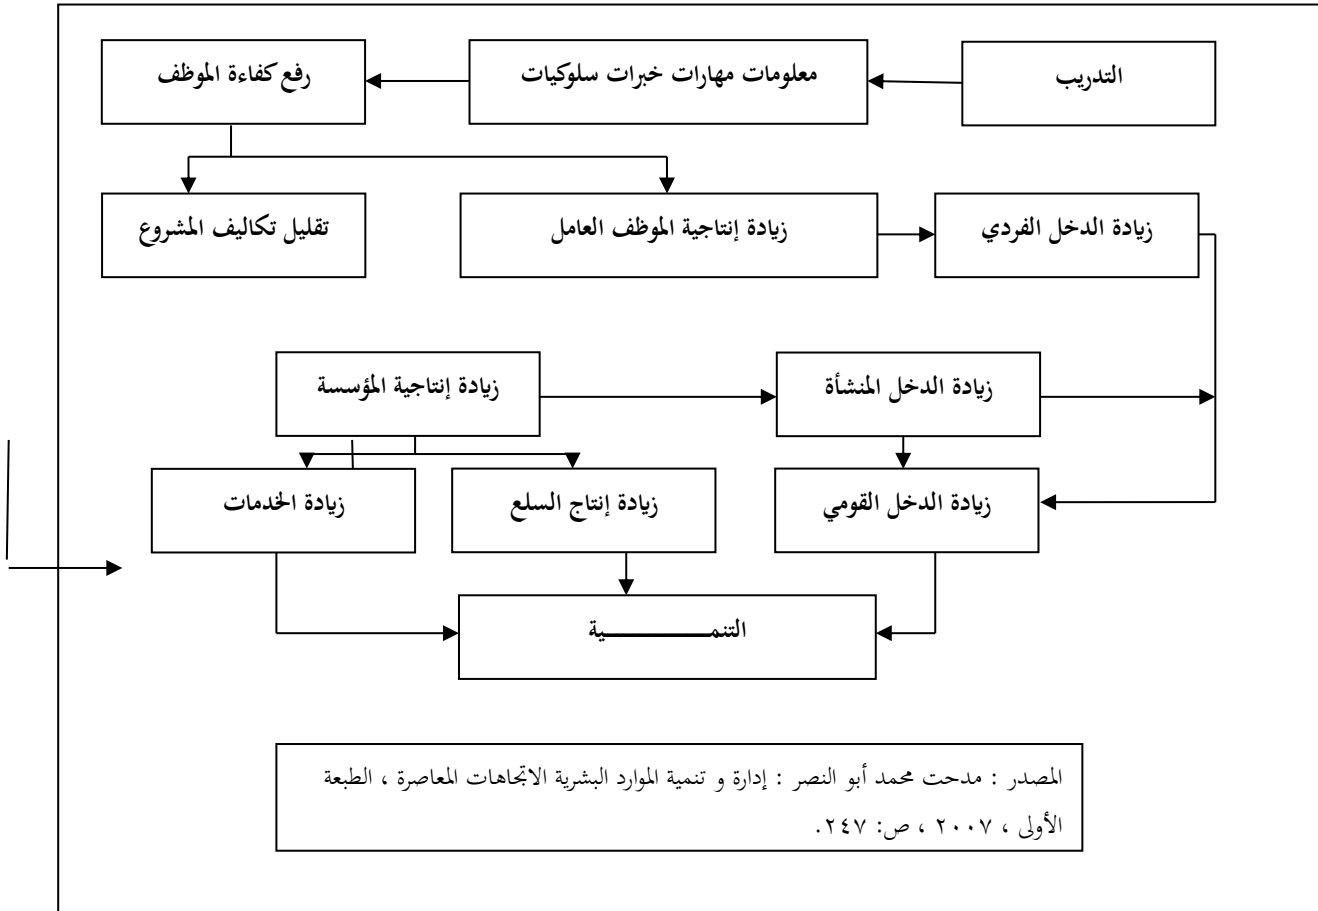 التدريب
معلومات مهارات خبرات سلوكيات
رفع كفاءة الموظف
زيادة الدخل الفردي
زيادة إنتاجية الموظف العامل
تقليل تكاليف المشروع
زيادة الدخل المنشأة
زيادة إنتاجية المؤسسة
زيادة الدخل القومي
زيادة إنتاج السلع
زيادة الخدمات
التنمـــــــــــــية
المصدر : مدحت محمد أبو النصر : إدارة و تنمية الموارد البشرية الاتجاهات المعاصرة ، الطبعة
الأولى ، ٢٠٠٧ ، ص: ٢٤٧.